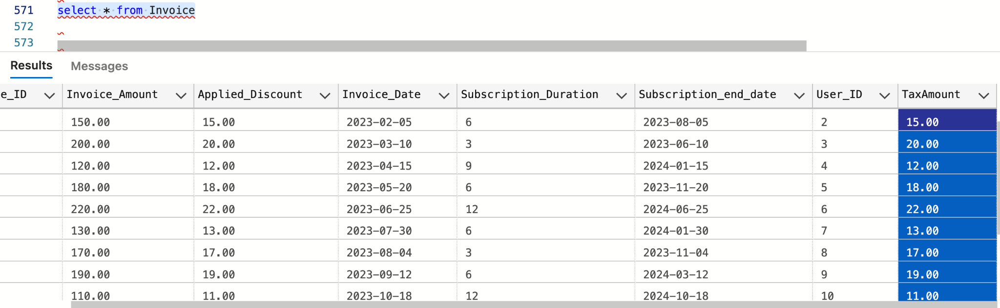 571 select * from Invoice
572
573
Results Messages
e_ID Invoice_Amount Applied_Discount Invoice_Date Subscription_Duration Subscription_end_date User_ID TaxAmount
150.00 15.00 2023-02-05 6 2023-08-05 2 15.00
200.00 20.00 2023-03-10 3 2023-06-10 3 20.00
120.00 12.00 2023-04-15 9 2024-01-15 4 12.00
180.00 18.00 2023-05-20 6 2023-11-20 5 18.00
220.00 22.00 2023-06-25 12 2024-06-25 6 22.00
130.00 13.00 2023-07-30 6 2024-01-30 7 13.00
170.00 17.00 2023-08-04 3 2023-11-04 8 17.00
190.00 19.00 2023-09-12 6 2024-03-12 9 19.00
110.00 11.00 2023-10-18 12 2024-10-18 10 11.00